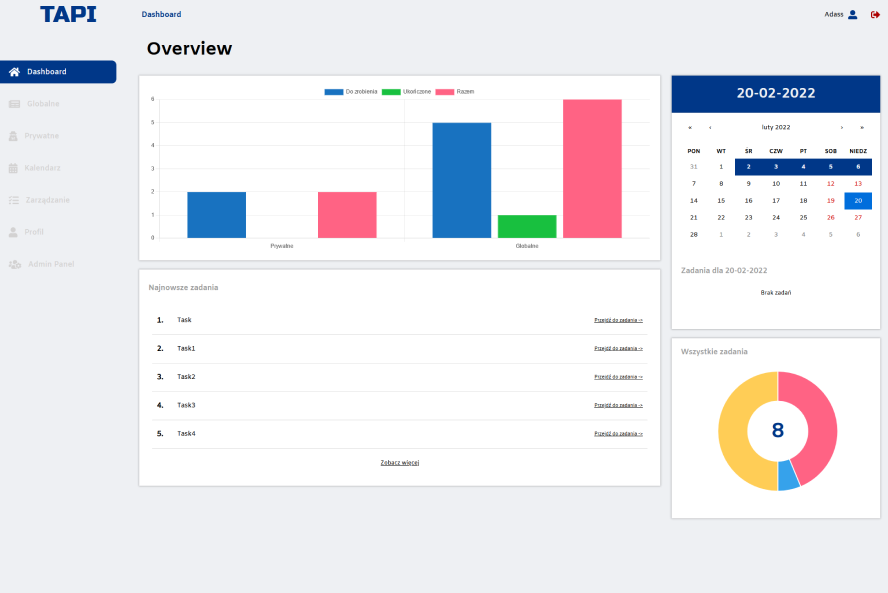 TAPI
Dashboard
Adass
Overview
Dashboard
Globalne
Prywatne
Kalendarz
Zarządzanie
Profil
Admin Panel
Do zrobienia Ukończone Razem
6
5
4
3
2
1
0
Prywatne Globalne
Najnowsze zadania
1. Task Przejdź do zadania ->
2. Task1 Przejdź do zadania ->
3. Task2 Przejdź do zadania ->
4. Task3 Przejdź do zadania ->
5. Task4 Przejdź do zadania ->
Zobacz więcej
20-02-2022
« ‹ luty 2022 › »
PON WT ŚR CZW PT SOB NIEDZ
31 1 2 3 4 5 6
7 8 9 10 11 12 13
14 15 16 17 18 19 20
21 22 23 24 25 26 27
28 1 2 3 4 5 6
Zadania dla 20-02-2022
Brak zadań
Wszystkie zadania
8